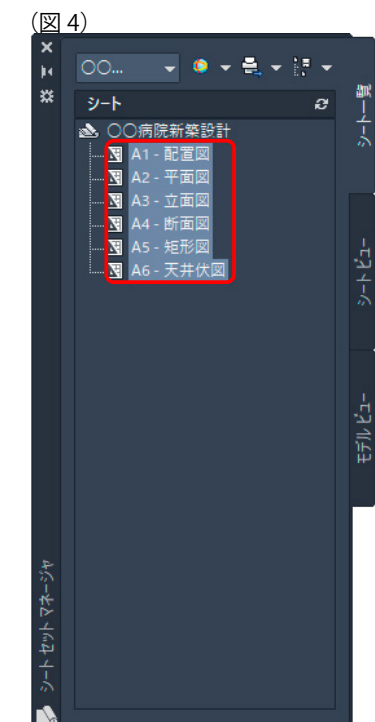 (図 4)
〇〇...
シート
〇〇病院新築設計
A1 - 配置図
A2 - 平面図
A3 - 立面図
A4 - 断面図
A5 - 矩形図
A6 - 天井伏図
シート一覧
シート ビュー
モデル ビュー
シート セット マネージャ